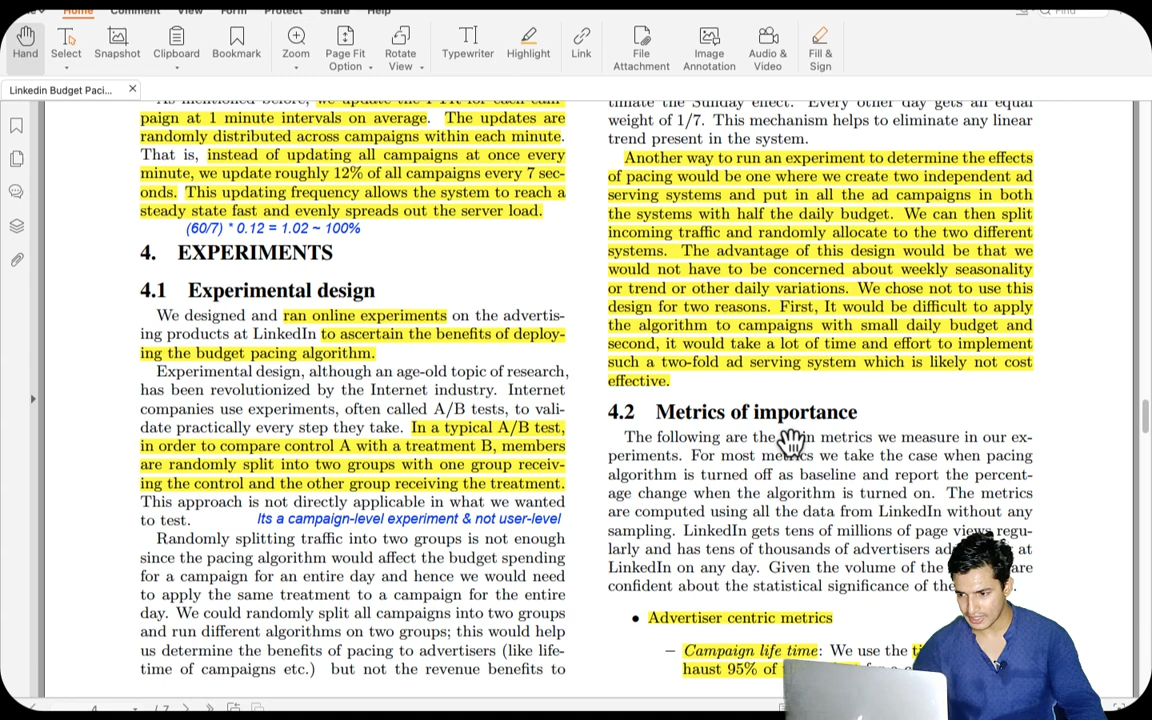 Home
Comment
View
Form
Protect
Share
Help
Find
Hand
Select
Snapshot
Clipboard
Bookmark
Zoom
Page Fit
Option
Rotate
View
Typewriter
Highlight
Link
File
Attachment
Image
Annotation
Audio &
Video
Fill &
Sign
Linkedin Budget Paci...
paign at 1 minute intervals on average. The updates are
randomly distributed across campaigns within each minute.
That is, instead of updating all campaigns at once every
minute, we update roughly 12% of all campaigns every 7 sec-
onds. This updating frequency allows the system to reach a
steady state fast and evenly spreads out the server load.
(60/7) * 0.12 = 1.02 ~ 100%
4. EXPERIMENTS
4.1 Experimental design
We designed and ran online experiments on the advertis-
ing products at LinkedIn to ascertain the benefits of deploy-
ing the budget pacing algorithm.
Experimental design, although an age-old topic of research,
has been revolutionized by the Internet industry. Internet
companies use experiments, often called A/B tests, to vali-
date practically every step they take. In a typical A/B test,
in order to compare control A with a treatment B, members
are randomly split into two groups with one group receiv-
ing the control and the other group receiving the treatment.
This approach is not directly applicable in what we wanted
to test.
Its a campaign-level experiment & not user-level
Randomly splitting traffic into two groups is not enough
since the pacing algorithm would affect the budget spending
for a campaign for an entire day and hence we would need
to apply the same treatment to a campaign for the entire
day. We could randomly split all campaigns into two groups
and run different algorithms on two groups; this would help
us determine the benefits of pacing to advertisers (like life-
time of campaigns etc.) but not the revenue benefits to
timate the Sunday effect. Every other day gets an equal
weight of 1/7. This mechanism helps to eliminate any linear
trend present in the system.
Another way to run an experiment to determine the effects
of pacing would be one where we create two independent ad
serving systems and put in all the ad campaigns in both
the systems with half the daily budget. We can then split
incoming traffic and randomly allocate to the two different
systems. The advantage of this design would be that we
would not have to be concerned about weekly seasonality
or trend or other daily variations. We chose not to use this
design for two reasons. First, It would be difficult to apply
the algorithm to campaigns with small daily budget and
second, it would take a lot of time and effort to implement
such a two-fold ad serving system which is likely not cost
effective.
4.2 Metrics of importance
The following are the metrics we measure in our ex-
periments. For most metrics we take the case when pacing
algorithm is turned off as baseline and report the percent-
age change when the algorithm is turned on. The metrics
are computed using all the data from LinkedIn without any
sampling. LinkedIn gets tens of millions of page views regu-
larly and has tens of thousands of advertisers at
LinkedIn on any day. Given the volume of the are
confident about the statistical significance of
• Advertiser centric metrics
– Campaign life time: We use the
haust 95% of